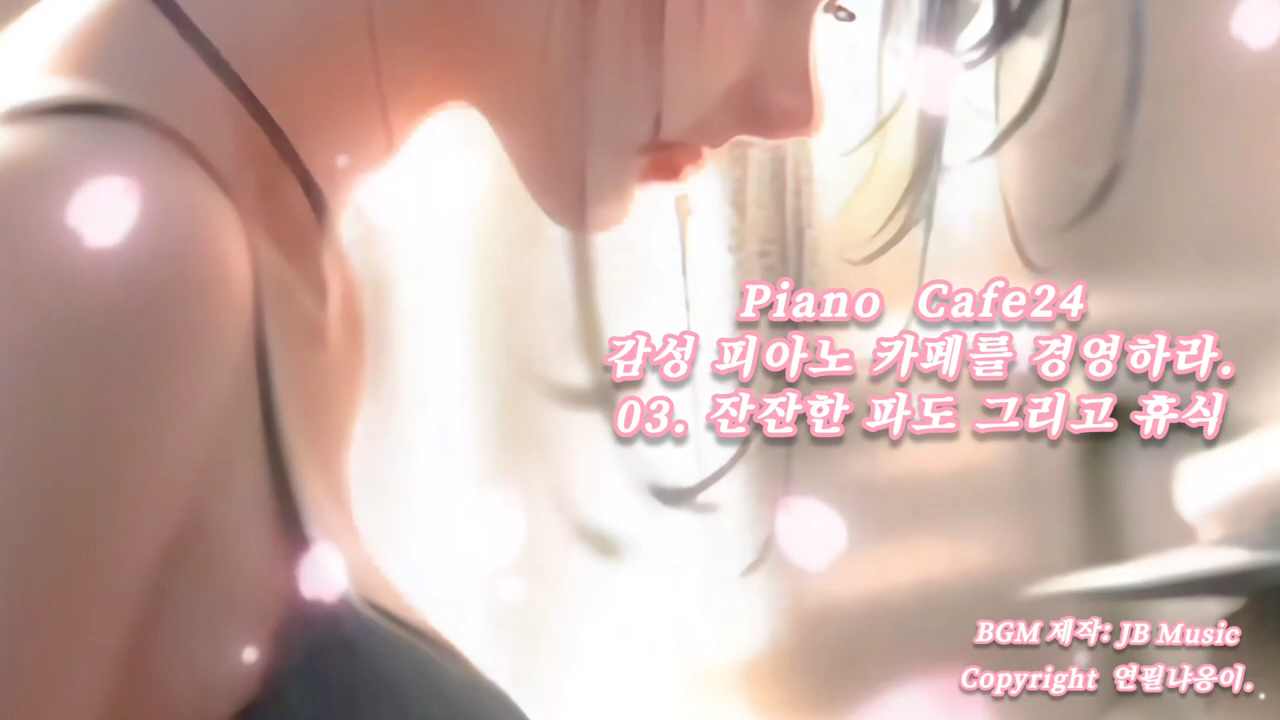 Piano Cafe24
감성 피아노 카페를 경영하라.
03. 잔잔한 파도 그리고 휴식
BGM 제작: JB Music
Copyright 연필냐옹이.